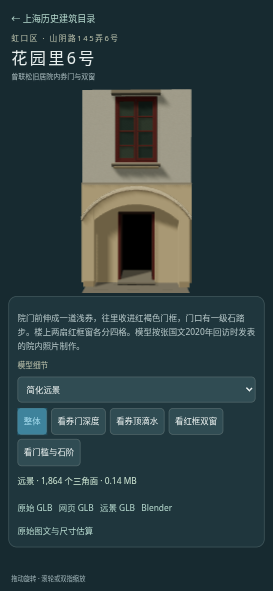 ← 上海历史建筑目录
虹口区 · 山阴路145弄6号
花园里6号
曾联松旧居院内券门与双窗
院门前伸成一道浅券，往里收进红褐色门框，门口有一级石踏
步。楼上两扇红框窗各分四格。模型按张国文2020年回访时发表
的院内照片制作。
模型细节
简化远景
整体 看券门深度 看券顶滴水 看红框双窗
看门槛与石阶
远景 · 1,864 个三角面 · 0.14 MB
原始 GLB 网页 GLB 远景 GLB Blender
原始图文与尺寸估算
拖动旋转 · 滚轮或双指缩放